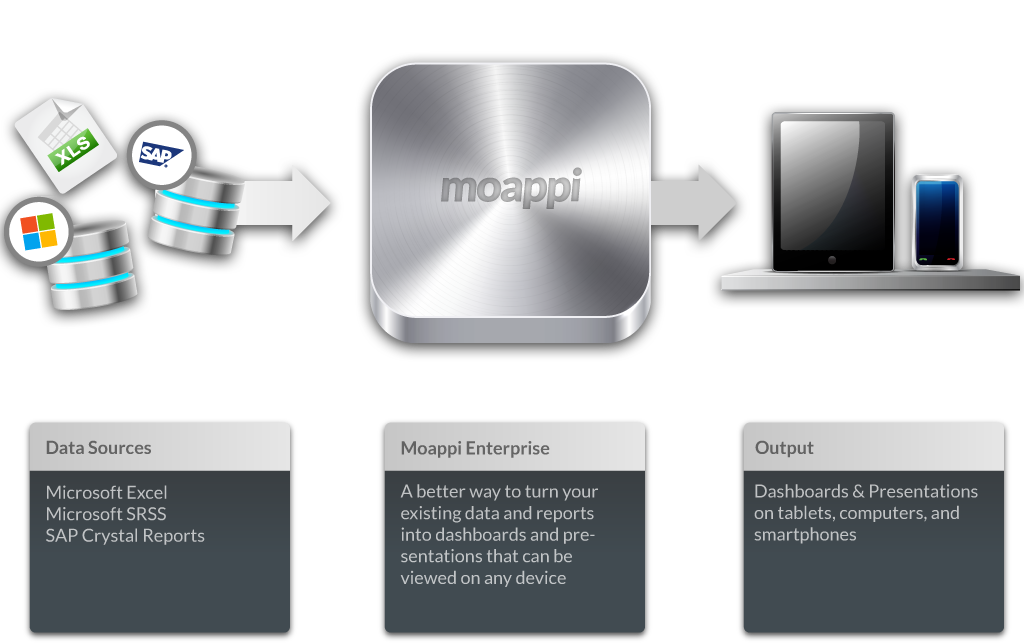 XLS
SAP
moappi
Data Sources
Microsoft Excel
Microsoft SRSS
SAP Crystal Reports
Moappi Enterprise
A better way to turn your
existing data and reports
into dashboards and pre-
sentations that can be
viewed on any device
Output
Dashboards & Presentations
on tablets, computers, and
smartphones